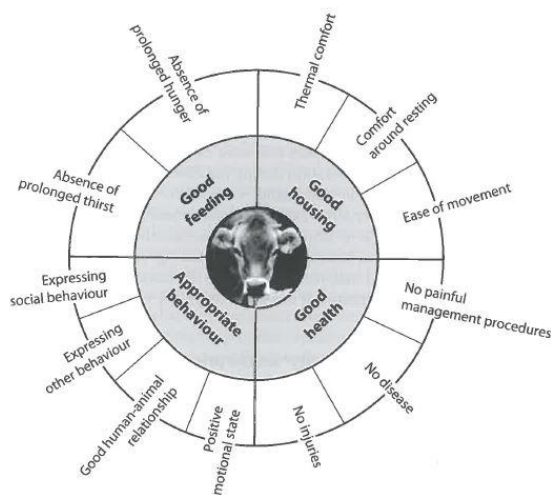 Absence of
prolonged hunger
Thermal comfort
Comfort
around resting
Ease of movement
No painful
management procedures
No disease
No injuries
Positive
motional state
Good human-animal
relationship
Expressing
other behaviour
Expressing
social behaviour
Absence of
prolonged thirst
Good
feeding
Good
housing
Good
health
Appropriate
behaviour